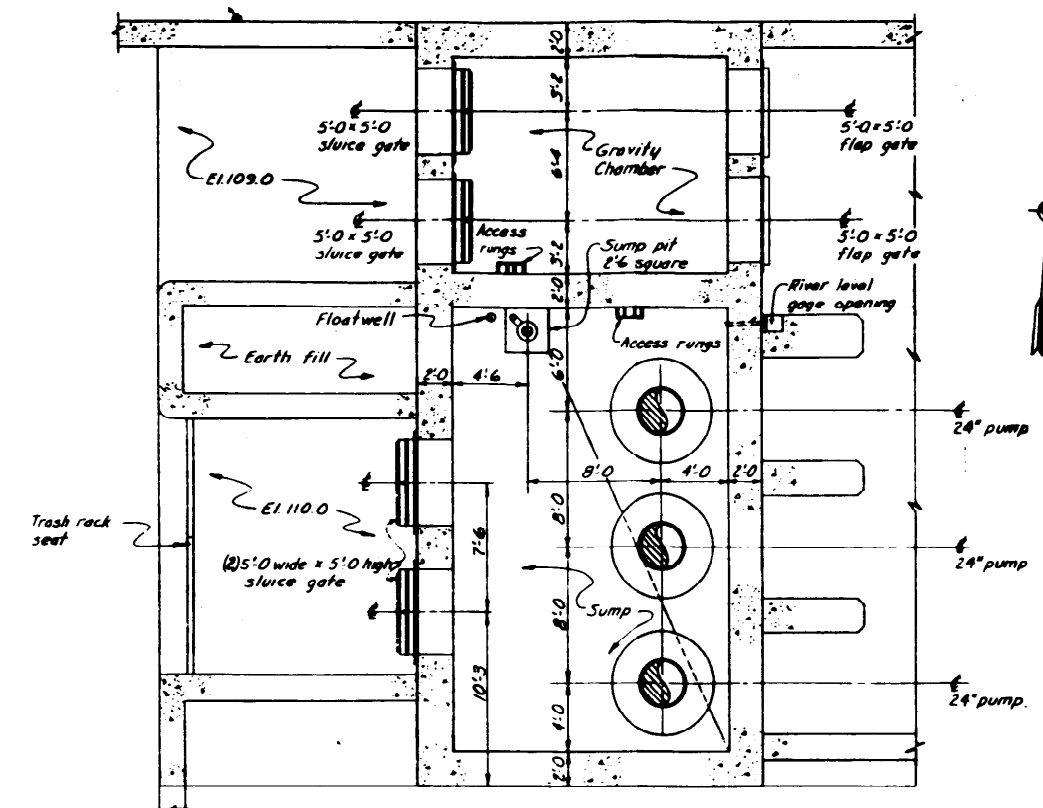 2'-0
3'-2
5'-0 x 5'-0
sluice gate
5'-0 x 5'-0
flap gate
Gravity
Chamber
6'-4
El. 109.0
5'-0 x 5'-0
sluice gate
Access
rungs
3'-2
Sump pit
2'-6 square
5'-0 x 5'-0
flap gate
2'-0
River level
gage opening
Floatwell
Access rungs
Earth fill
2'-0
4'-6
6'-0
24" pump
8'-0
4'-0
2'-0
El. 110.0
8'-0
Trash rack
seat
7'-6
(2) 5'-0 wide x 5'-0 high
sluice gate
24" pump
8'-0
Sump
10'-3
24" pump.
4'-0
2'-0